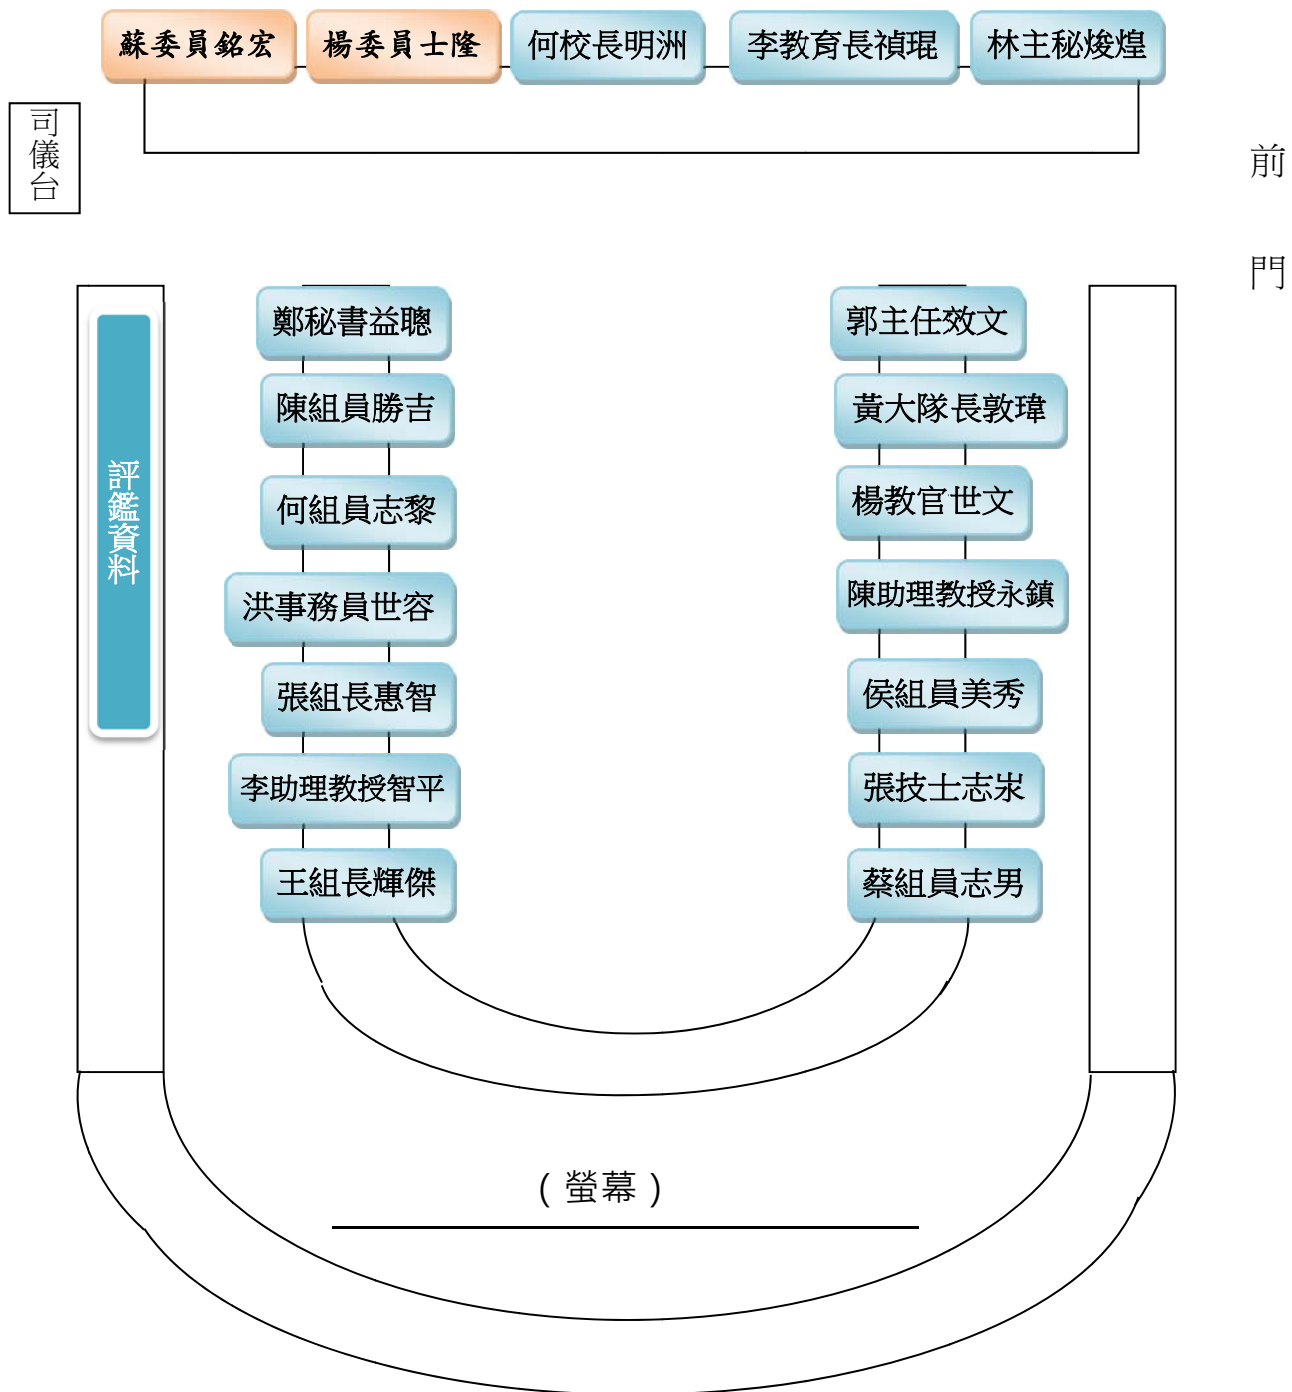 蘇委員銘宏
楊委員士隆
何校長明洲
李教育長禎琨
林主秘焌煌
司儀台
前門
評鑑資料
鄭秘書益聰
郭主任效文
陳組員勝吉
黃大隊長敦瑋
何組員志黎
楊教官世文
洪事務員世容
陳助理教授永鎮
張組長惠智
侯組員美秀
李助理教授智平
張技士志汖
王組長輝傑
蔡組員志男
(螢幕)